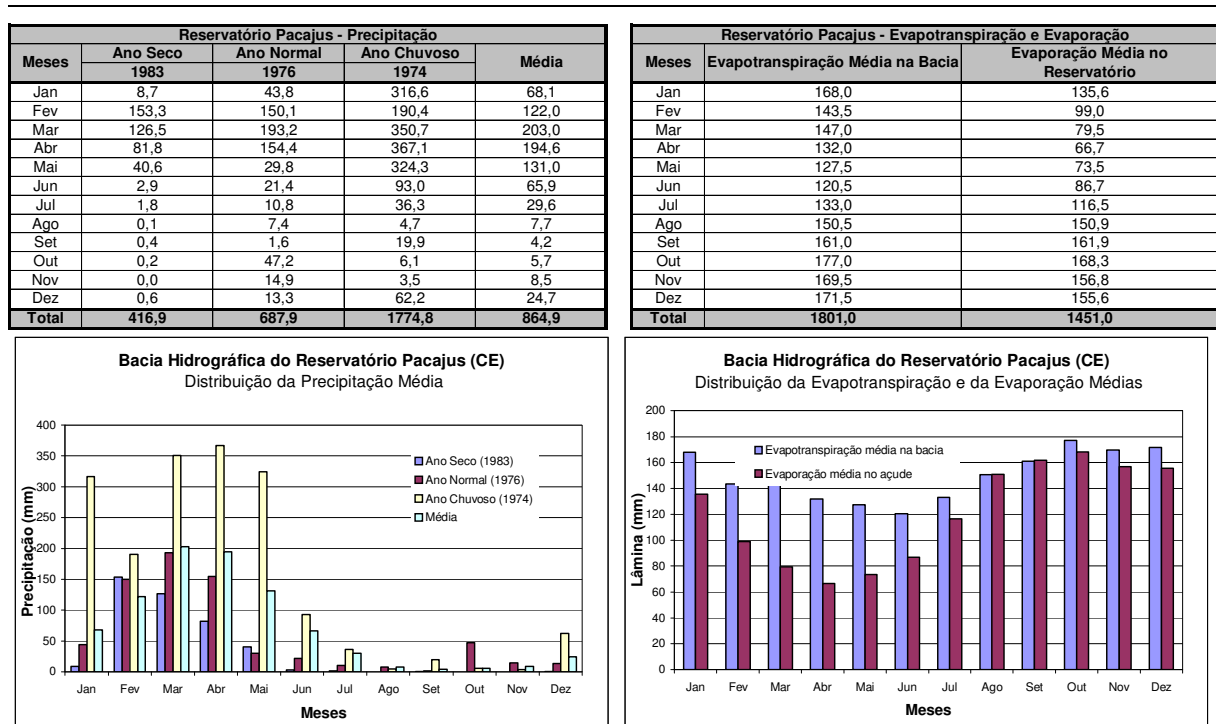 Reservatório Pacajus - Precipitação
Meses Ano Seco Ano Normal Ano Chuvoso Média
1983 1976 1974
Jan 8,7 43,8 316,6 68,1
Fev 153,3 150,1 190,4 122,0
Mar 126,5 193,2 350,7 203,0
Abr 81,8 154,4 367,1 194,6
Mai 40,6 29,8 324,3 131,0
Jun 2,9 21,4 93,0 65,9
Jul 1,8 10,8 36,3 29,6
Ago 0,1 7,4 4,7 7,7
Set 0,4 1,6 19,9 4,2
Out 0,2 47,2 6,1 5,7
Nov 0,0 14,9 3,5 8,5
Dez 0,6 13,3 62,2 24,7
Total 416,9 687,9 1774,8 864,9
Reservatório Pacajus - Evapotranspiração e Evaporação
Meses Evapotranspiração Média na Bacia Evaporação Média no
Reservatório
Jan 168,0 135,6
Fev 143,5 99,0
Mar 147,0 79,5
Abr 132,0 66,7
Mai 127,5 73,5
Jun 120,5 86,7
Jul 133,0 116,5
Ago 150,5 150,9
Set 161,0 161,9
Out 177,0 168,3
Nov 169,5 156,8
Dez 171,5 155,6
Total 1801,0 1451,0
Bacia Hidrográfica do Reservatório Pacajus (CE)
Distribuição da Precipitação Média
Precipitação (mm)
400
350
300
250
200
150
100
50
0
Ano Seco (1983)
Ano Normal (1976)
Ano Chuvoso (1974)
Média
Jan Fev Mar Abr Mai Jun Jul Ago Set Out Nov Dez
Meses
Bacia Hidrográfica do Reservatório Pacajus (CE)
Distribuição da Evapotranspiração e da Evaporação Médias
Lâmina (mm)
200
180
160
140
120
100
80
60
40
20
0
Evapotranspiração média na bacia
Evaporação média no açude
Jan Fev Mar Abr Mai Jun Jul Ago Set Out Nov Dez
Meses